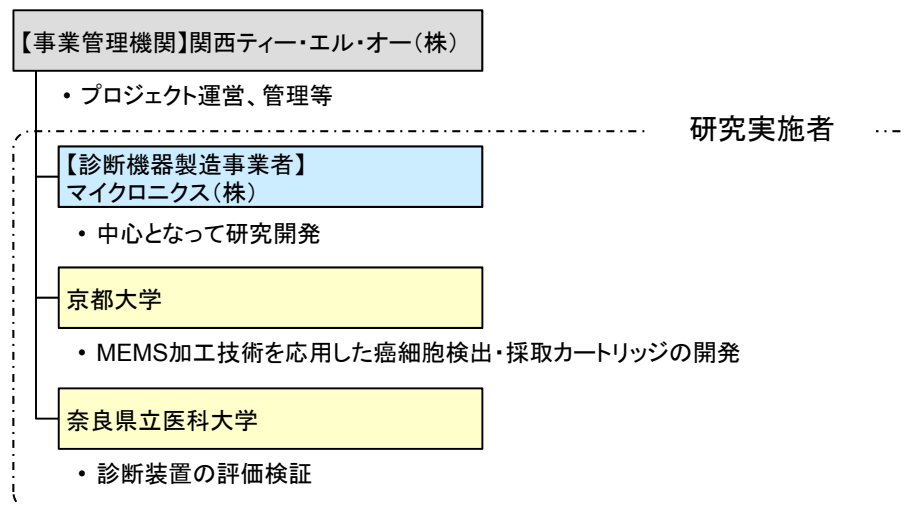 【事業管理機関】関西ティー・エル・オー（株）
• プロジェクト運営、管理等
研究実施者
【診断機器製造事業者】
マイクロニクス（株）
• 中心となって研究開発
京都大学
• MEMS加工技術を応用した癌細胞検出・採取カートリッジの開発
奈良県立医科大学
• 診断装置の評価検証